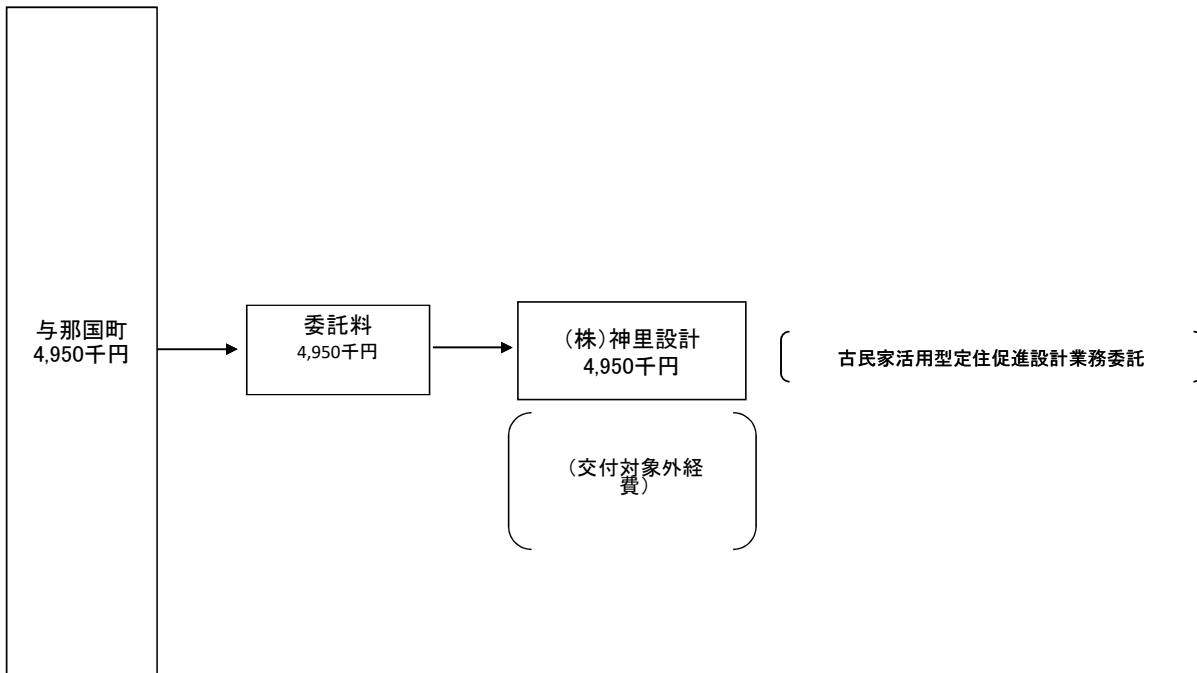 与那国町
4,950千円
委託料
4,950千円
(株)神里設計
4,950千円
古民家活用型定住促進設計業務委託
(交付対象外経
費)